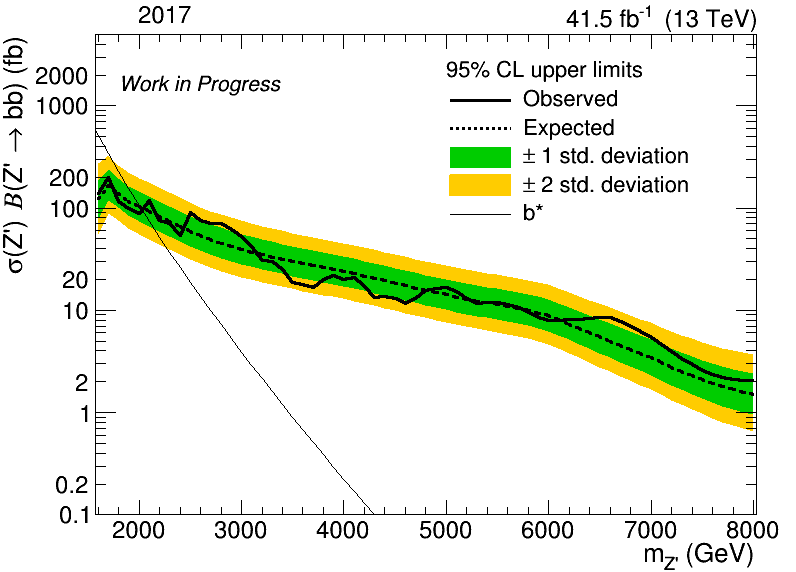 2017
41.5 fb⁻¹ (13 TeV)
σ(Z') B(Z' → bb) (fb)
Work in Progress
95% CL upper limits
Observed
Expected
± 1 std. deviation
± 2 std. deviation
b*
2000
1000
200
100
20
10
2
1
0.2
0.1
2000 3000 4000 5000 6000 7000 8000
m_Z' (GeV)